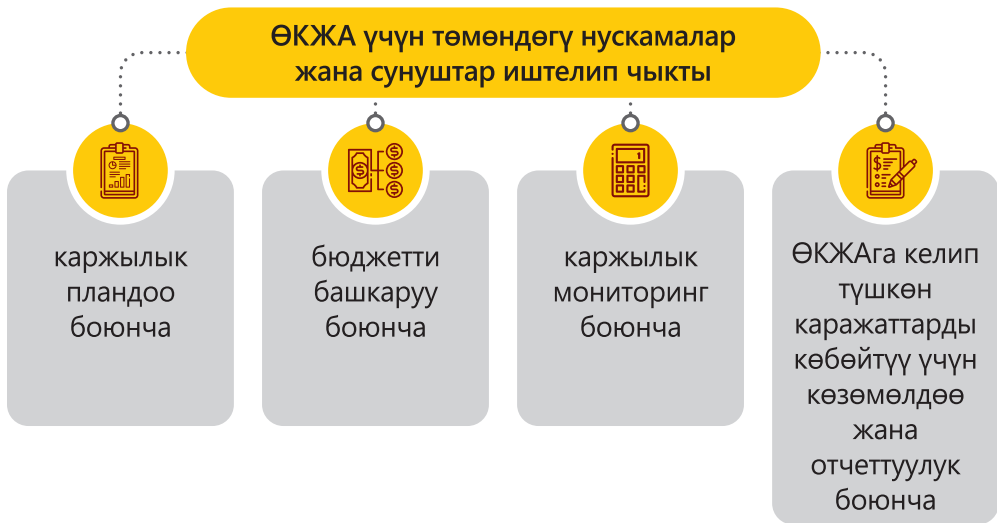 ӨКЖА үчүн төмөндөгү нускамалар
жана сунуштар иштелип чыкты
каржылык
пландоо
боюнча
бюджетти
башкаруу
боюнча
каржылык
мониторинг
боюнча
ӨКЖАга келип
түшкөн
каражаттарды
көбөйтүү үчүн
көзөмөлдөө
жана
отчеттуулук
боюнча